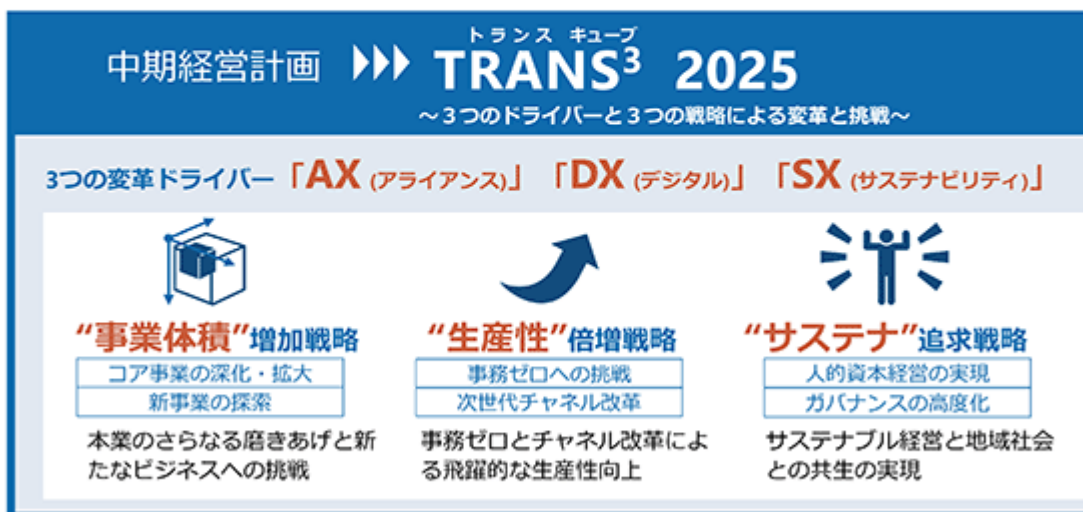 トランス キューブ
中期経営計画 TRANS³ 2025
～3つのドライバーと3つの戦略による変革と挑戦～
3つの変革ドライバー「AX (アライアンス)」「DX (デジタル)」「SX (サステナビリティ)」
“事業体積”増加戦略
コア事業の深化・拡大
新事業の探索
本業のさらなる磨きあげと新
たなビジネスへの挑戦
“生産性”倍増戦略
事務ゼロへの挑戦
次世代チャネル改革
事務ゼロとチャネル改革によ
る飛躍的な生産性向上
“サステナ”追求戦略
人的資本経営の実現
ガバナンスの高度化
サステナブル経営と地域社会
との共生の実現